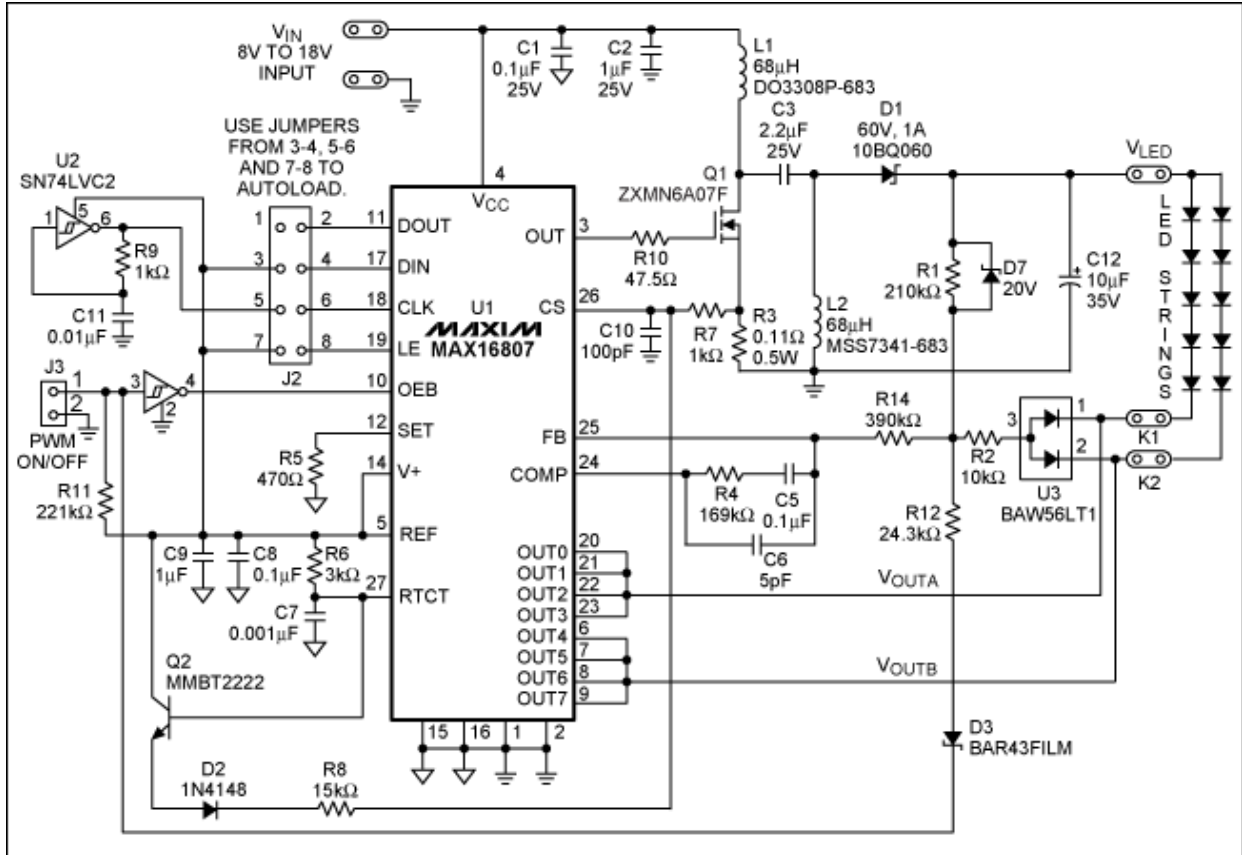 VIN
8V TO 18V
INPUT
C1
0.1µF
25V
C2
1µF
25V
L1
68µH
DO3308P-683
C3
2.2µF
25V
D1
60V, 1A
10BQ060
VLED
USE JUMPERS
FROM 3-4, 5-6
AND 7-8 TO
AUTOLOAD.
U2
SN74LVC2
1
5
6
R9
1kΩ
C11
0.01µF
J3
1
2
PWM
ON/OFF
3
4
2
R11
221kΩ
1
2
3
4
5
6
7
8
J2
4
VCC
11
DOUT
17
DIN
18
CLK
19
LE
10
OEB
12
SET
14
V+
5
REF
27
RTCT
U1
MAXIM
MAX16807
OUT
3
CS
26
FB
25
COMP
24
OUT0
20
OUT1
21
OUT2
22
OUT3
23
OUT4
6
OUT5
7
OUT6
8
OUT7
9
15
16
1
2
Q1
ZXMN6A07F
R10
47.5Ω
C10
100pF
R7
1kΩ
R3
0.11Ω
0.5W
L2
68µH
MSS7341-683
R1
210kΩ
D7
20V
C12
+
10µF
35V
LED STRINGS
R14
390kΩ
R2
10kΩ
3
1
2
U3
BAW56LT1
K1
K2
R4
169kΩ
C5
0.1µF
C6
5pF
R12
24.3kΩ
VOUTA
VOUTB
R5
470Ω
C9
1µF
C8
0.1µF
R6
3kΩ
C7
0.001µF
Q2
MMBT2222
D2
1N4148
R8
15kΩ
D3
BAR43FILM